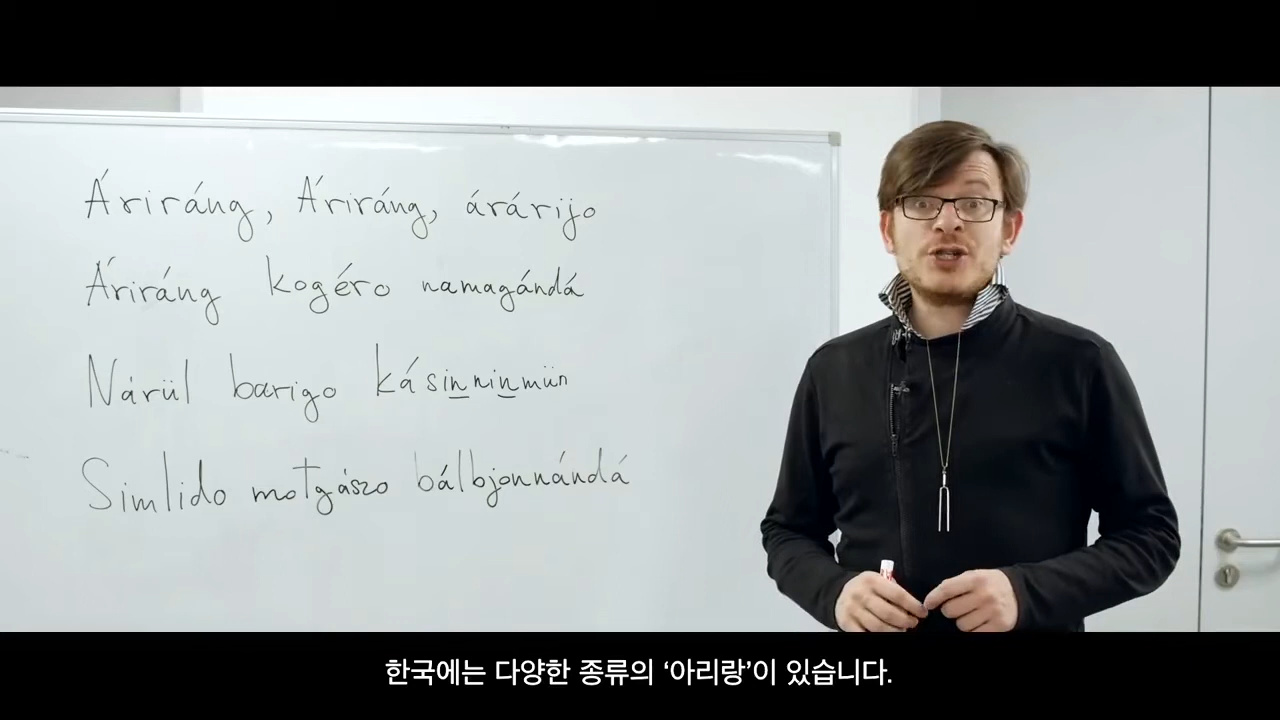 Áriráng, Áriráng, árárijo
Áriráng kogéro namagándá
Nárül barigo kásinninmün
Simlido motgászo bálbjonnándá
한국에는 다양한 종류의 ‘아리랑’이 있습니다.